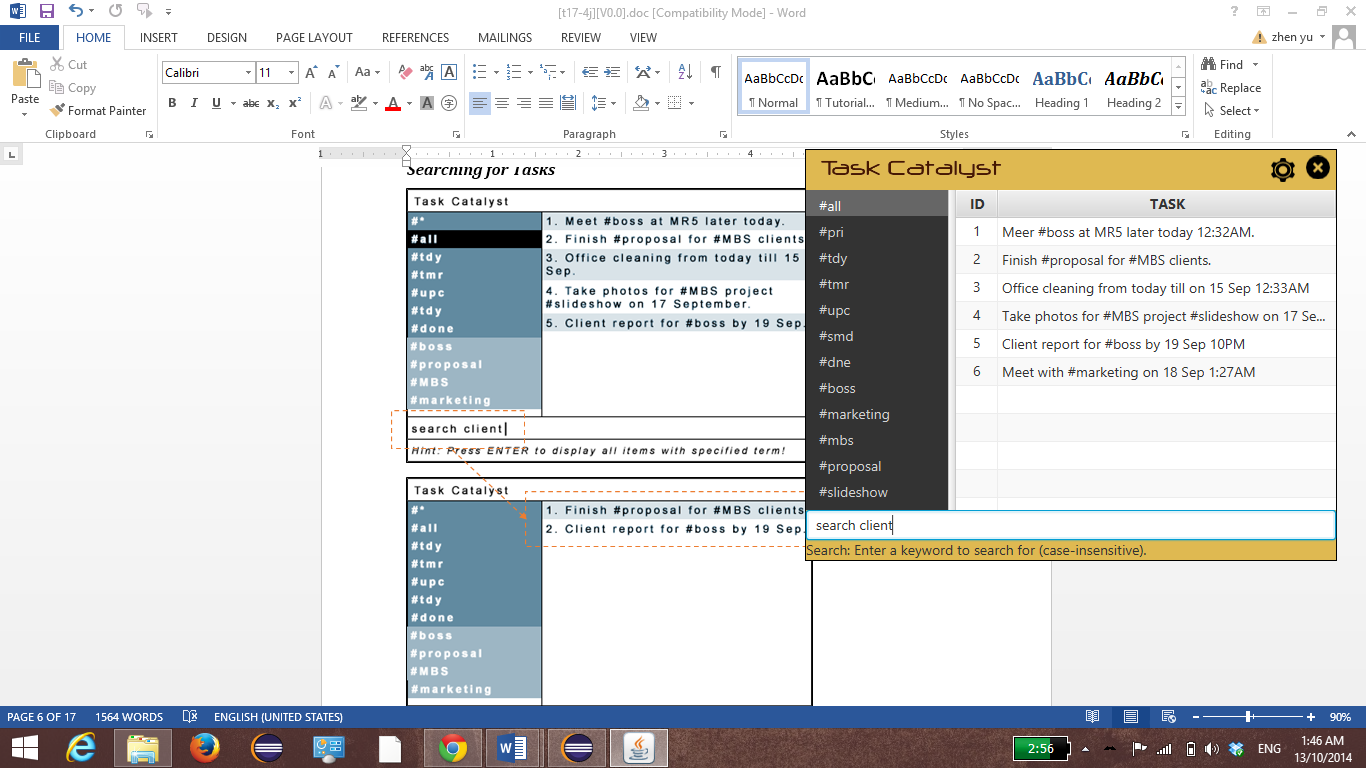 [t17-4j][V0.0].doc [Compatibility Mode] - Word
FILE HOME INSERT DESIGN PAGE LAYOUT REFERENCES MAILINGS REVIEW VIEW zhen yu
Paste
Cut
Copy
Format Painter
Calibri 11
AaBbCcDc AaBbCc AaBbCcDc AaBbCcDc AaBbCc AaBbCc
¶ Normal ¶ Tutorial... ¶ Medium... ¶ No Spac... Heading 1 Heading 2
Find
Replace
Select
Clipboard Font Paragraph Styles Editing
1 1 2 3 4
Searching for Tasks
Task Catalyst
#*
#all
#tdy
#tmr
#upc
#tdy
#done
#boss
#proposal
#MBS
#marketing
1. Meet #boss at MR5 later today.
2. Finish #proposal for #MBS clients
3. Office cleaning from today till 15
Sep.
4. Take photos for #MBS project
#slideshow on 17 September.
5. Client report for #boss by 19 Sep.
search client
Hint: Press ENTER to display all items with specified term!
Task Catalyst
#*
#all
#tdy
#tmr
#upc
#tdy
#done
#boss
#proposal
#MBS
#marketing
1. Finish #proposal for #MBS clients
2. Client report for #boss by 19 Sep.
Task Catalyst
#all
#pri
#tdy
#tmr
#upc
#smd
#dne
#boss
#marketing
#mbs
#proposal
#slideshow
ID TASK
1 Meer #boss at MR5 later today 12:32AM.
2 Finish #proposal for #MBS clients.
3 Office cleaning from today till on 15 Sep 12:33AM
4 Take photos for #MBS project #slideshow on 17 Se...
5 Client report for #boss by 19 Sep 10PM
6 Meet with #marketing on 18 Sep 1:27AM
search client
Search: Enter a keyword to search for (case-insensitive).
PAGE 6 OF 17 1564 WORDS ENGLISH (UNITED STATES) 90%
2:56 ENG
1:46 AM
13/10/2014